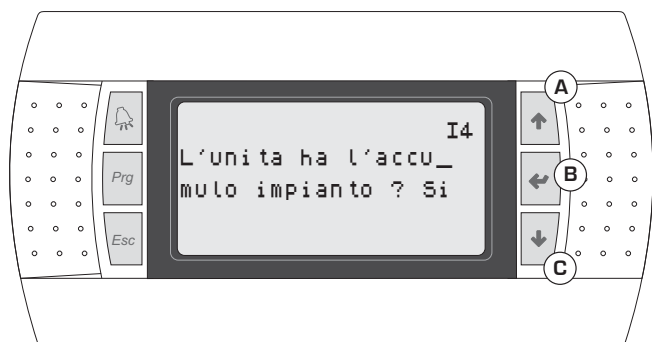 A
I4
L'unita ha l'accu_
Prg
B
mulo impianto ? Si
Esc
C